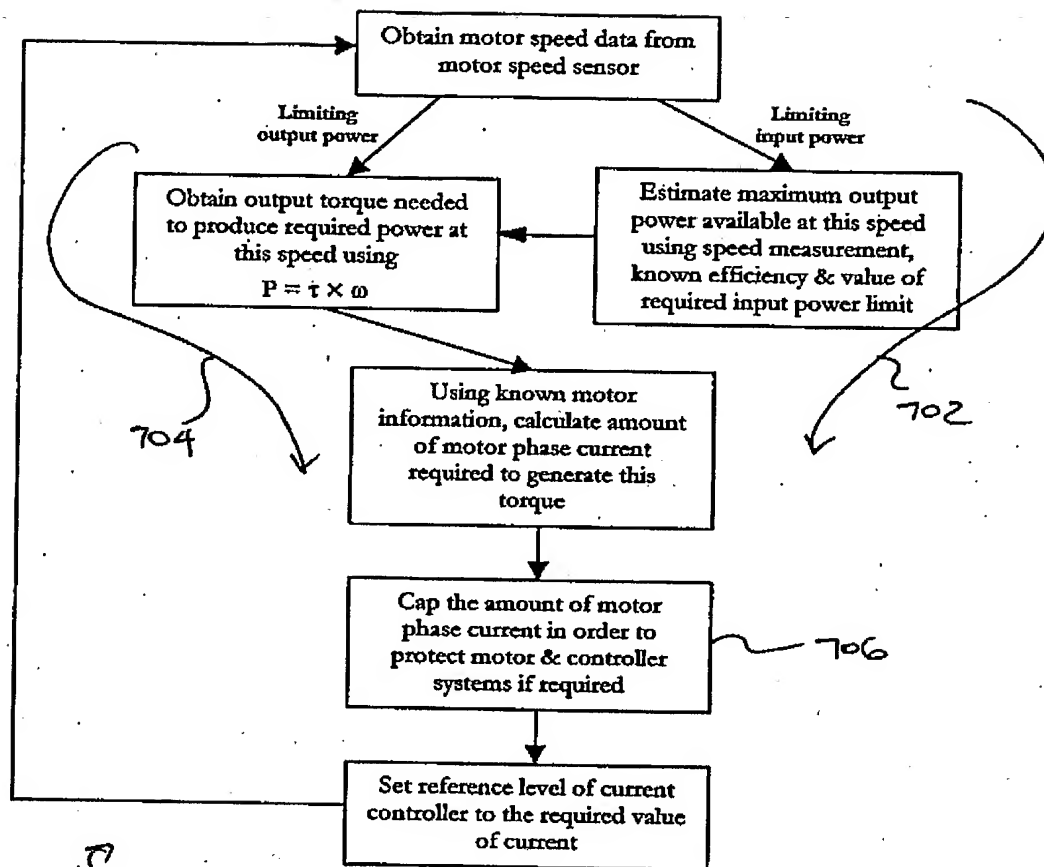 Obtain motor speed data from
motor speed sensor
Limiting
output power
Limiting
input power
Obtain output torque needed
to produce required power at
this speed using
P = τ × ω
Estimate maximum output
power available at this speed
using speed measurement,
known efficiency & value of
required input power limit
704
702
Using known motor
information, calculate amount
of motor phase current
required to generate this
torque
Cap the amount of motor
phase current in order to
protect motor & controller
systems if required
706
Set reference level of current
controller to the required value
of current